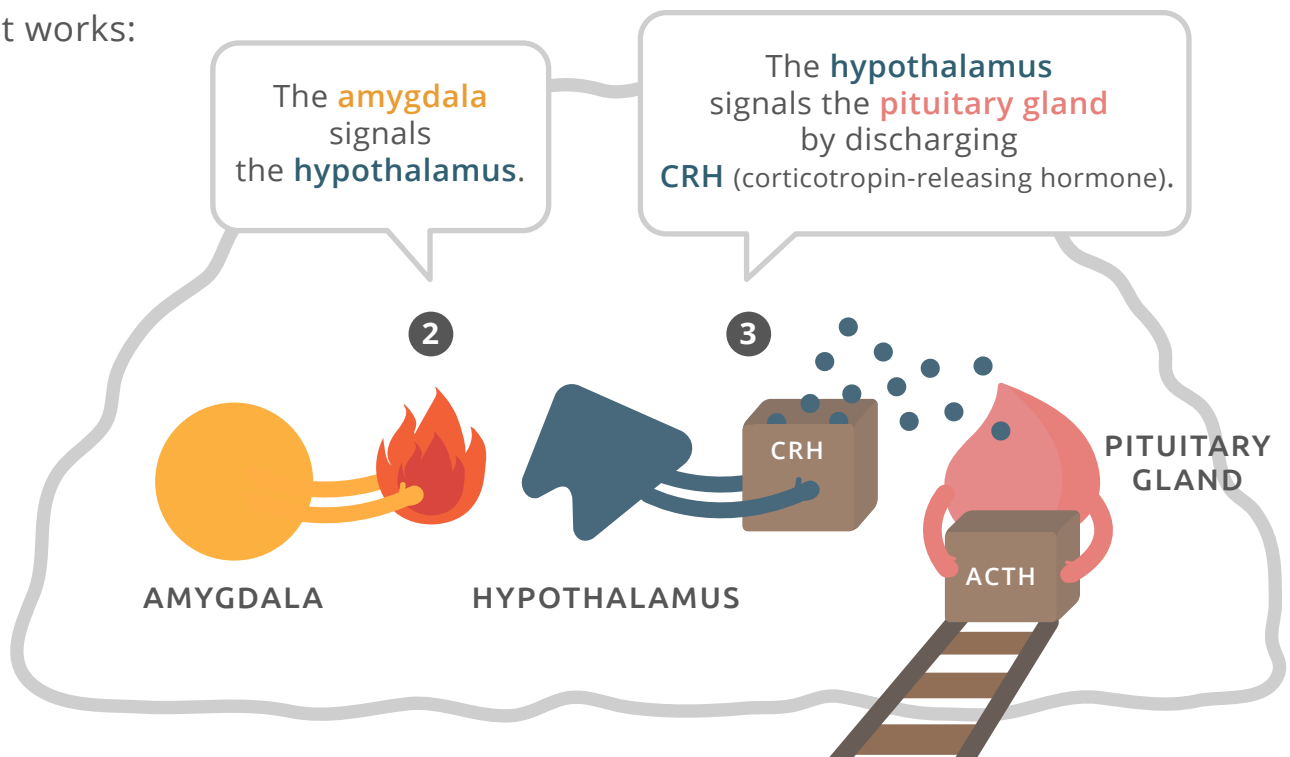 t works:
The amygdala
signals
the hypothalamus.
The hypothalamus
signals the pituitary gland
by discharging
CRH (corticotropin-releasing hormone).
2
3
CRH
PITUITARY
GLAND
ACTH
AMYGDALA
HYPOTHALAMUS